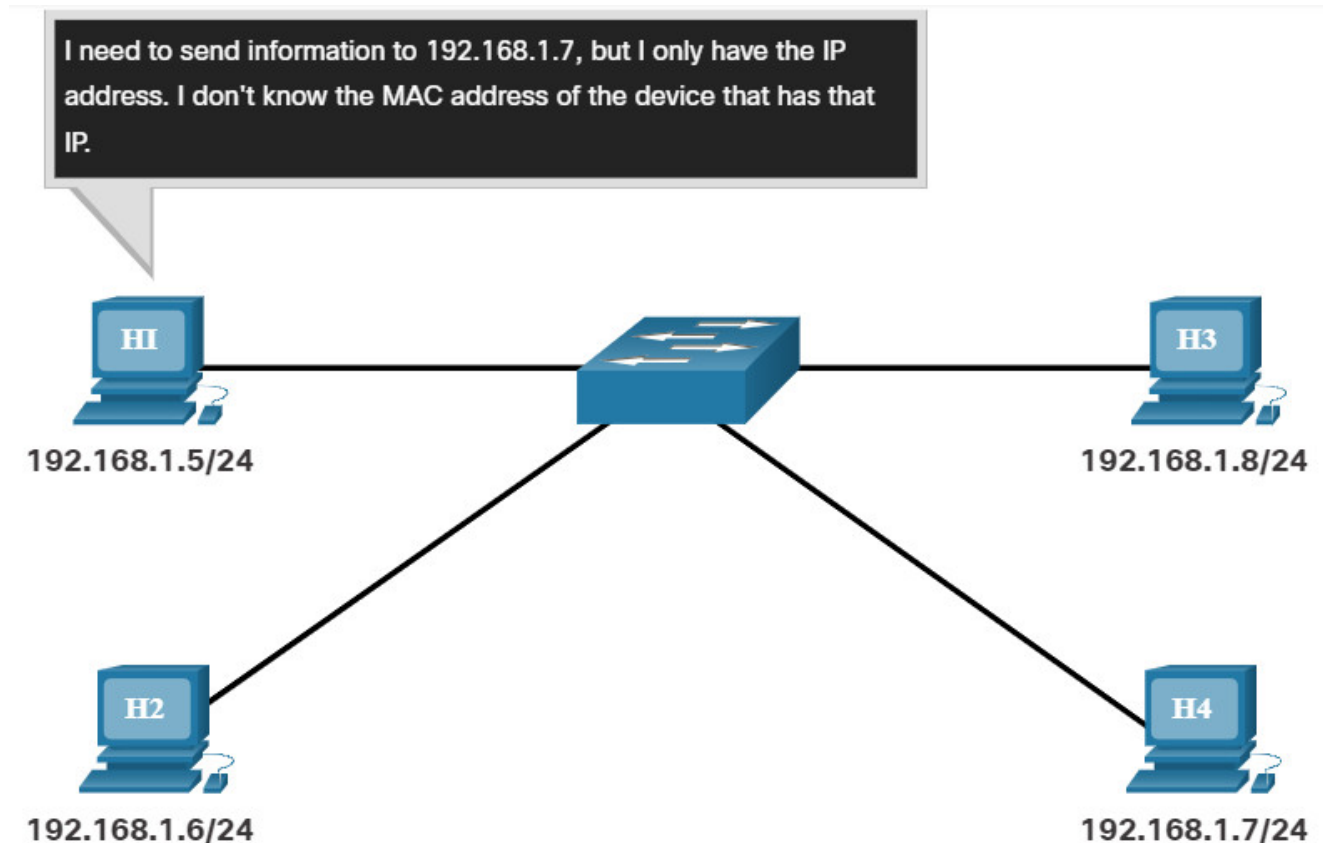 I need to send information to 192.168.1.7, but I only have the IP
address. I don't know the MAC address of the device that has that
IP.
H1
H3
192.168.1.5/24
192.168.1.8/24
H2
H4
192.168.1.6/24
192.168.1.7/24